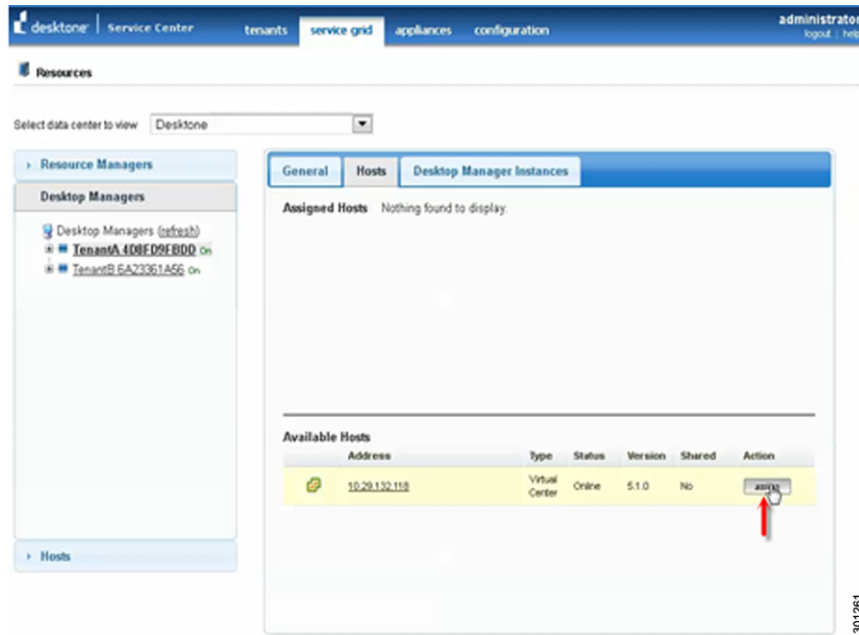 desktone Service Center tenants service grid appliances configuration administrator
logout | help
Resources
Select data center to view Desktone
Resource Managers
Desktop Managers
Desktop Managers (refresh)
TenantA.4D8FD9FBDD On
TenantB.6A23361A56 On
Hosts
General Hosts Desktop Manager Instances
Assigned Hosts Nothing found to display.
Available Hosts
Address Type Status Version Shared Action
10.29.132.118 Virtual Center Online 5.1.0 No assign
301261